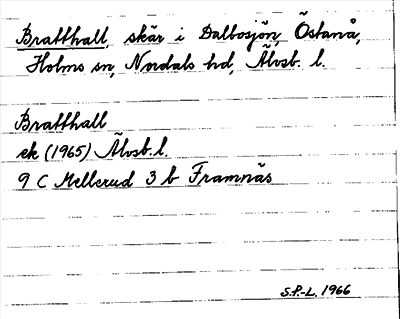 Bratthall, skär i Dalbosjön, Östanå,
Holms sn, Nordals hd, Älvsb. l.
Bratthall
ek (1965) Älvsb. l.
9 C Mellerud 3 b Framnäs
S.P.-L. 1966